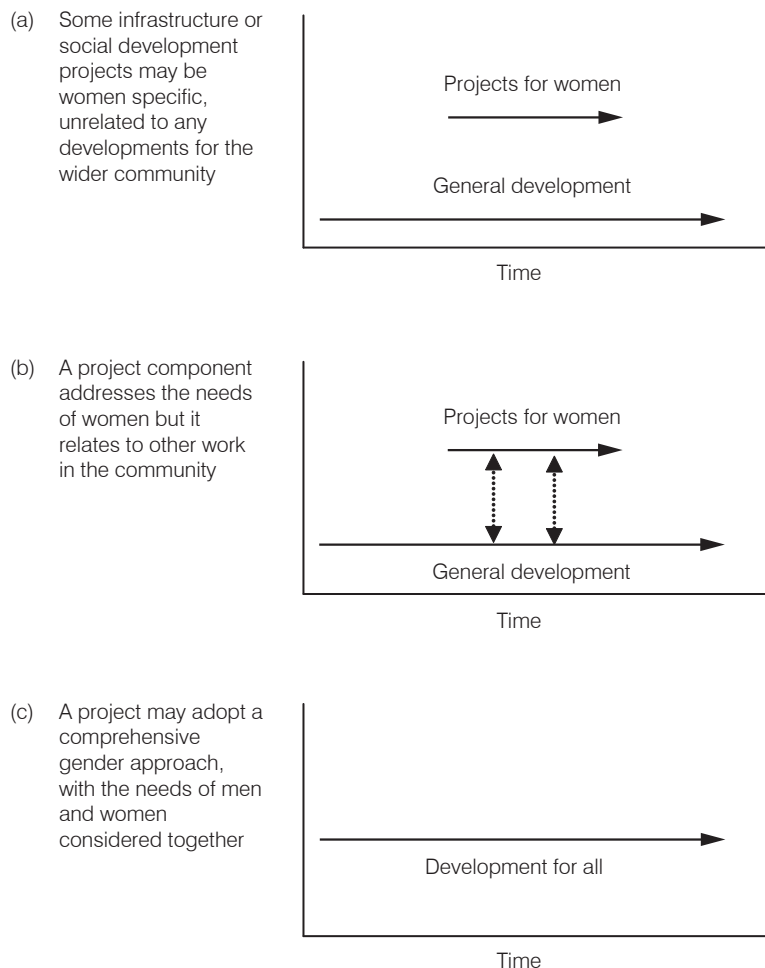 (a) Some infrastructure or
social development
projects may be
women specific,
unrelated to any
developments for the
wider community
Projects for women
General development
Time
(b) A project component
addresses the needs
of women but it
relates to other work
in the community
Projects for women
General development
Time
(c) A project may adopt a
comprehensive
gender approach,
with the needs of men
and women
considered together
Development for all
Time